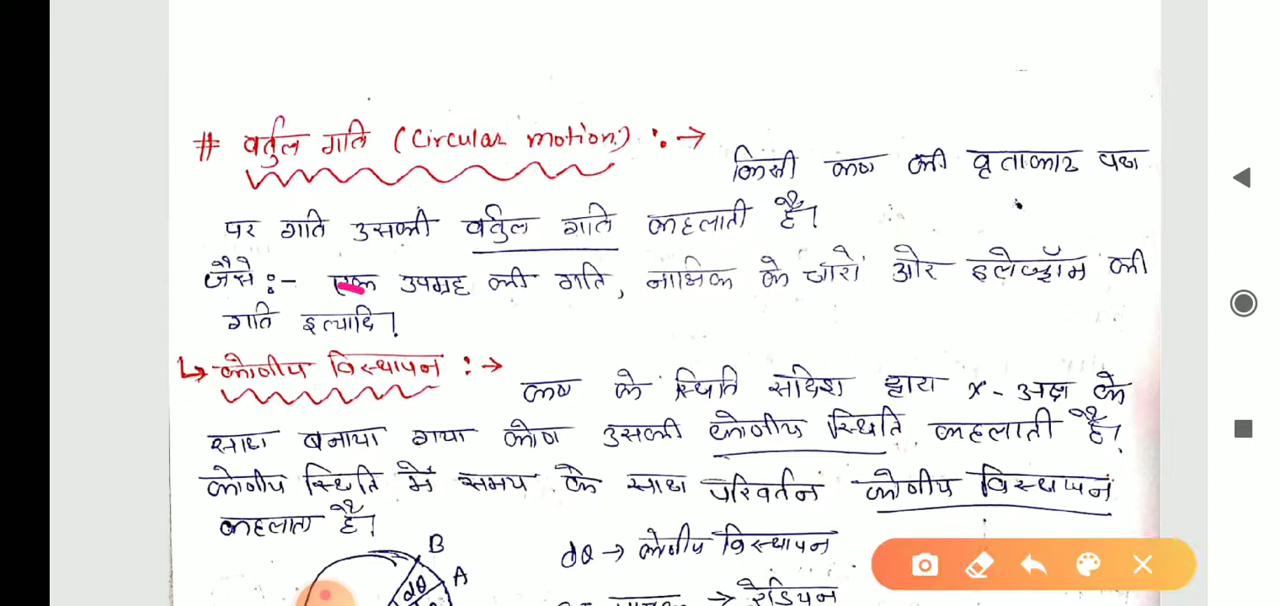 # वर्तुल गति (Circular motion) :→
किसी कण की वृताकार पथ
पर गति उसकी वर्तुल गति कहलाती है।
जैसे :- एक उपग्रह की गति, नाभिक के चारों ओर इलेक्ट्रॉन की
गति इत्यादि।
↳ कोणीय विस्थापन :→
कण के स्थिति सदिश द्वारा x - अक्ष के
साथ बनाया गया कोण उसकी कोणीय स्थिति कहलाती है।
कोणीय स्थिति में समय के साथ परिवर्तन कोणीय विस्थापन
कहलाता है।
B
A
dθ
dθ → कोणीय विस्थापन
→ रेडियन